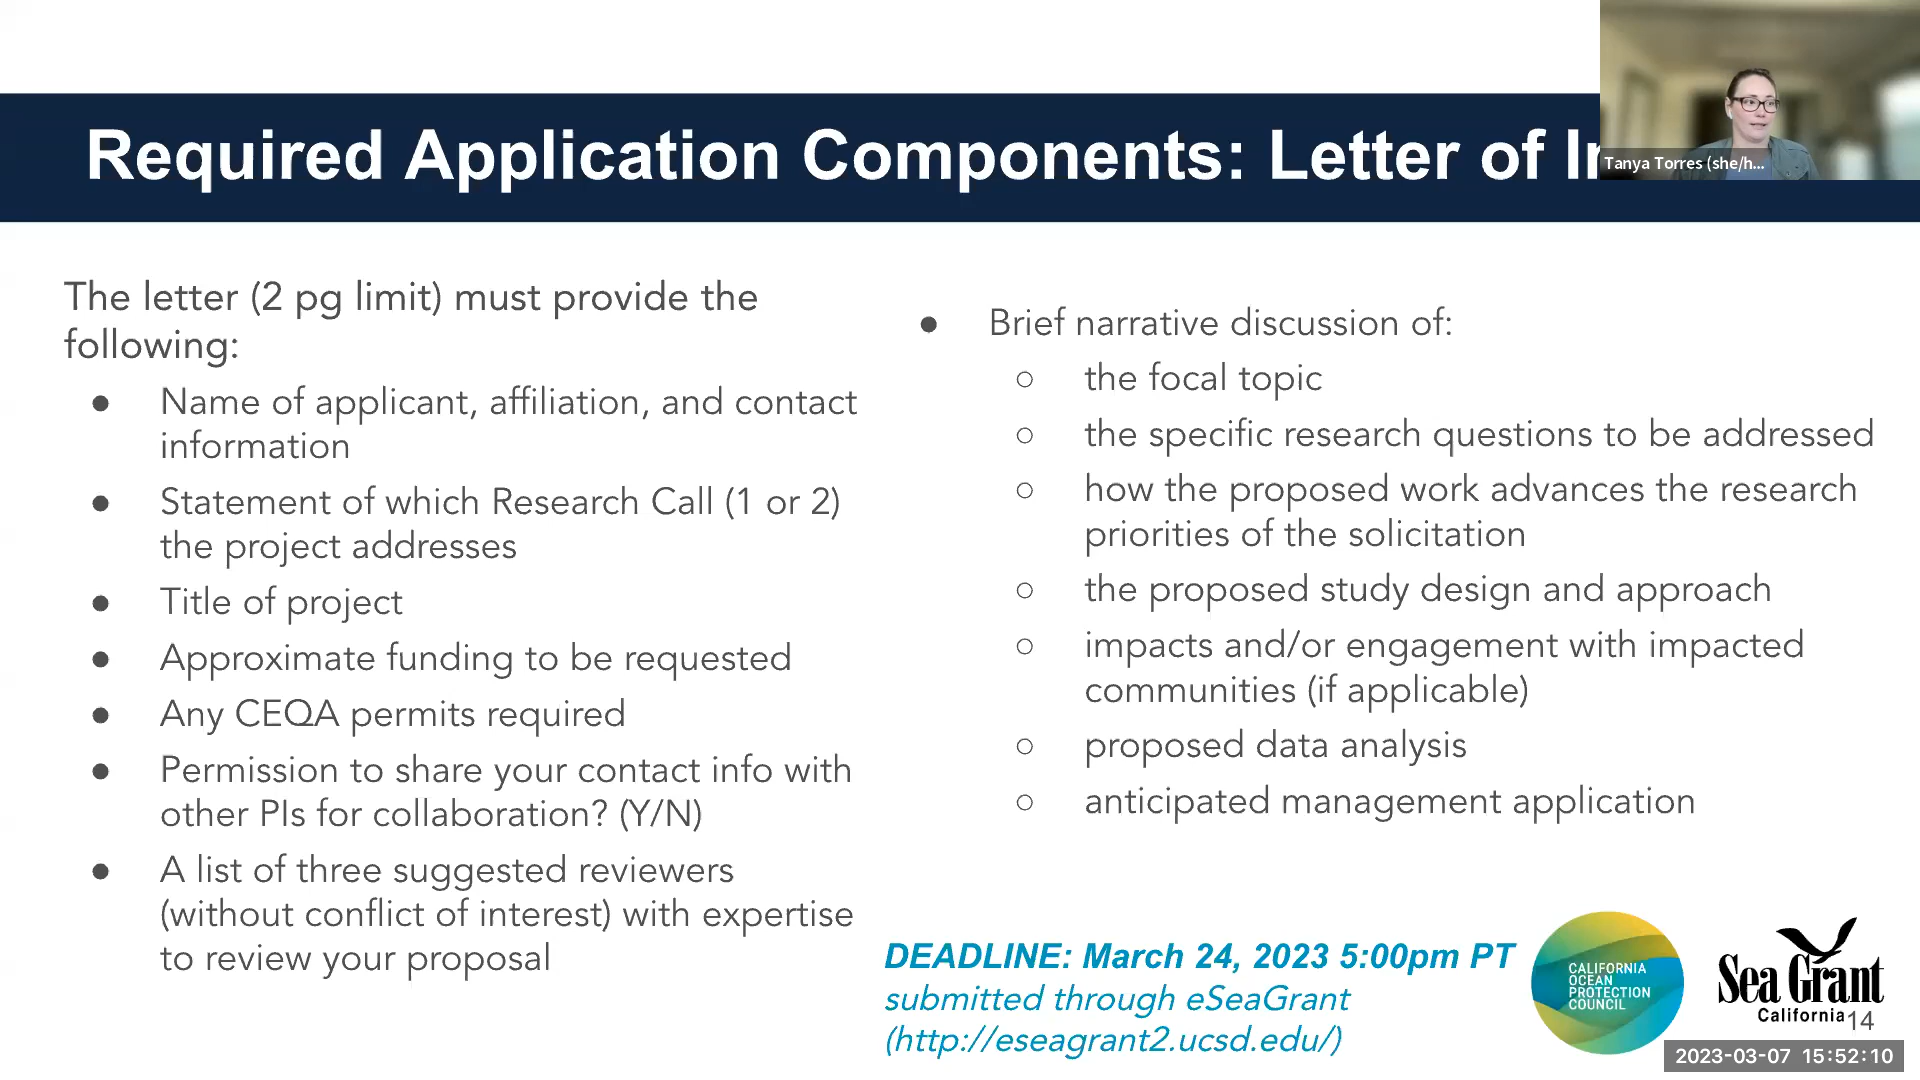 Required Application Components: Letter of I
Tanya Torres (she/h...
The letter (2 pg limit) must provide the
following:
● Name of applicant, affiliation, and contact
information
● Statement of which Research Call (1 or 2)
the project addresses
● Title of project
● Approximate funding to be requested
● Any CEQA permits required
● Permission to share your contact info with
other PIs for collaboration? (Y/N)
● A list of three suggested reviewers
(without conflict of interest) with expertise
to review your proposal
● Brief narrative discussion of:
○ the focal topic
○ the specific research questions to be addressed
○ how the proposed work advances the research
priorities of the solicitation
○ the proposed study design and approach
○ impacts and/or engagement with impacted
communities (if applicable)
○ proposed data analysis
○ anticipated management application
DEADLINE: March 24, 2023 5:00pm PT
submitted through eSeaGrant
(http://eseagrant2.ucsd.edu/)
CALIFORNIA
OCEAN
PROTECTION
COUNCIL
Sea Grant
California
14
2023-03-07 15:52:10